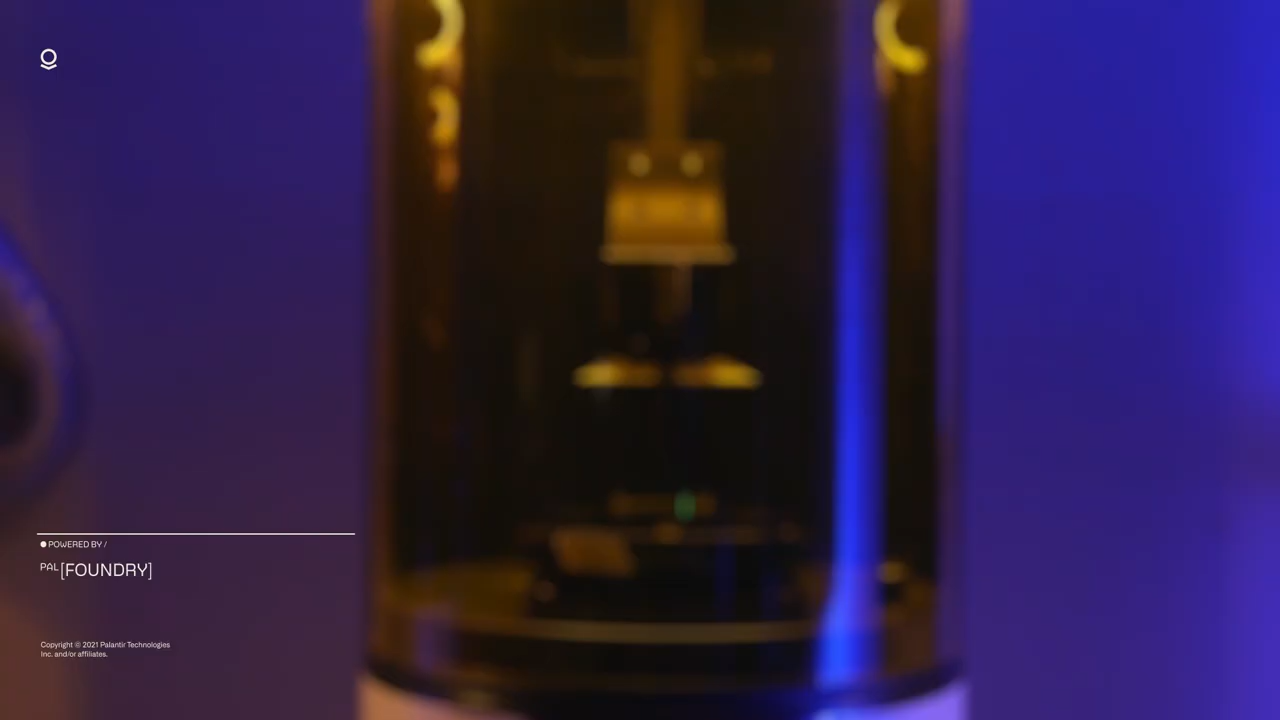 POWERED BY /
PAL[FOUNDRY]
Copyright © 2021 Palantir Technologies
Inc. and/or affiliates.